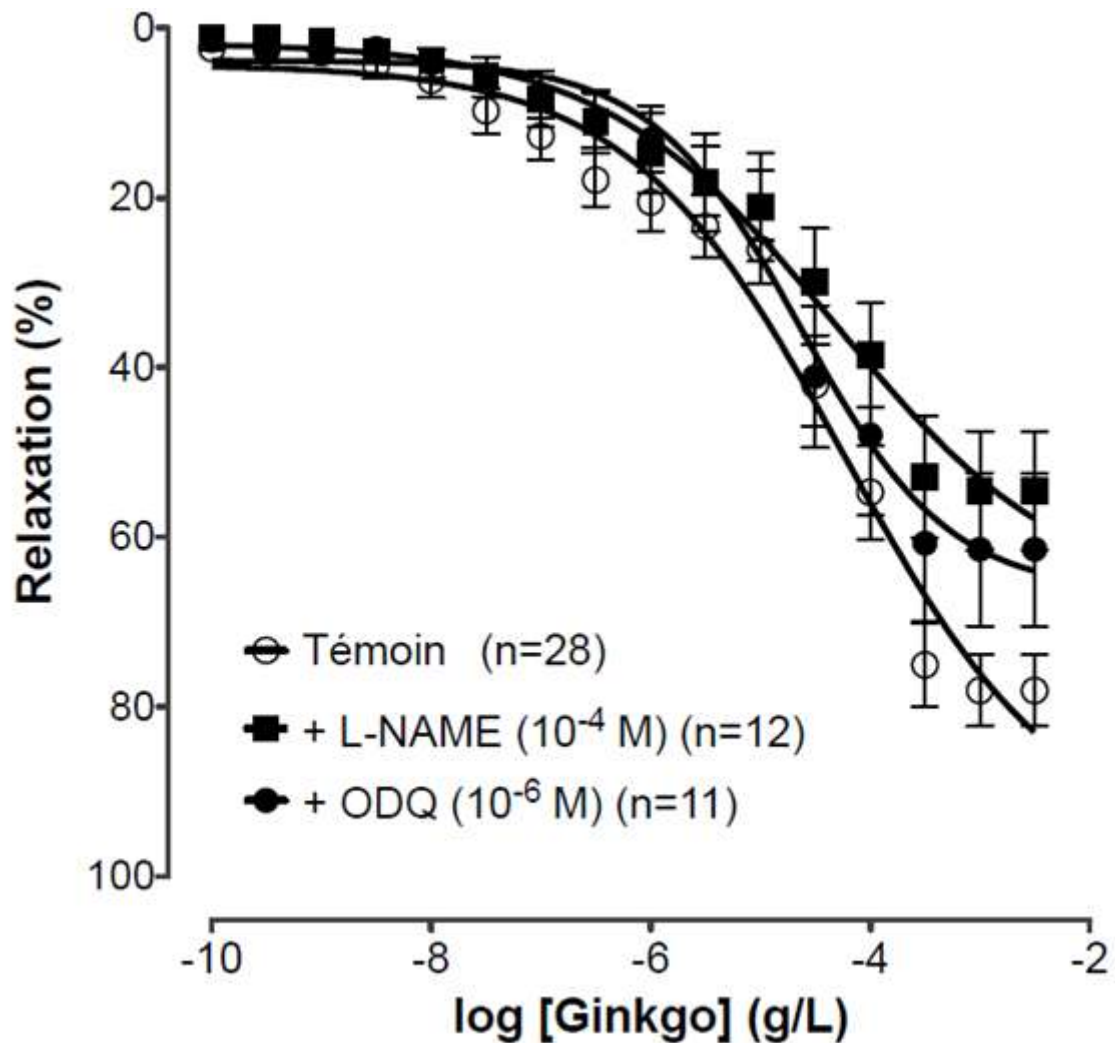 0
20
40
60
80
100
Relaxation (%)
Témoin (n=28)
+ L-NAME (10⁻⁴ M) (n=12)
+ ODQ (10⁻⁶ M) (n=11)
-10 -8 -6 -4 -2
log [Ginkgo] (g/L)